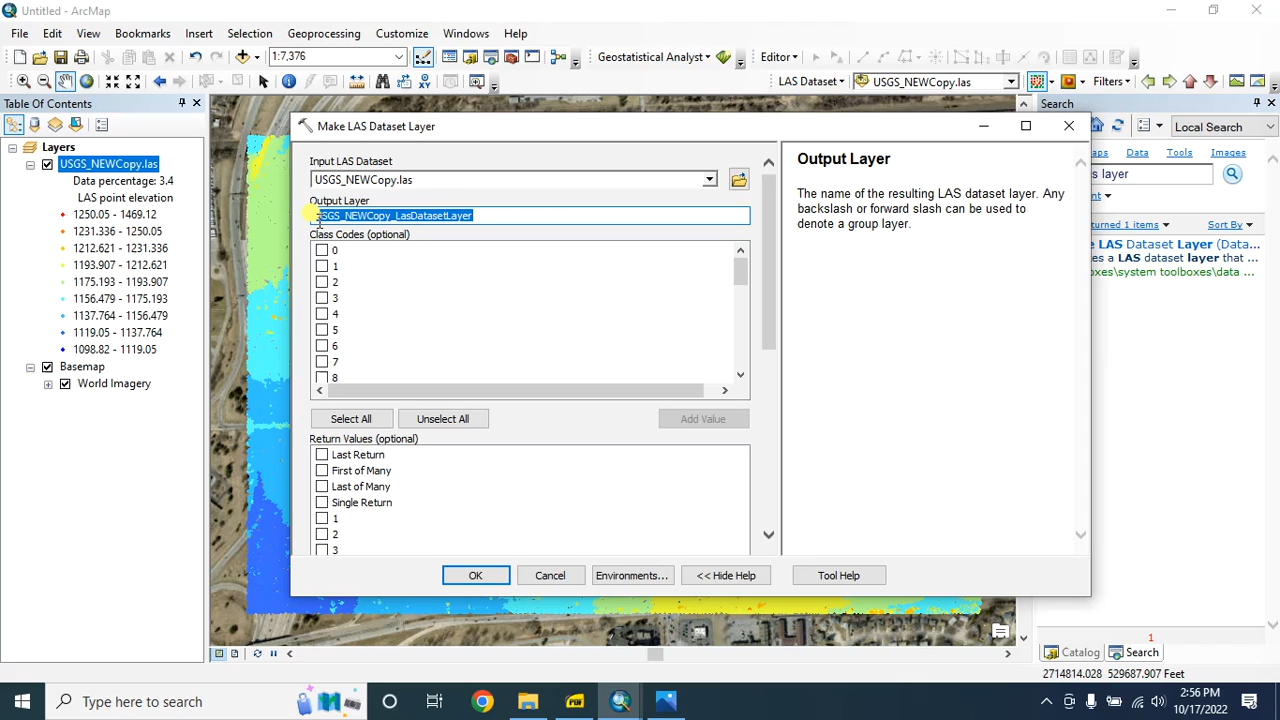 Untitled - ArcMap
File Edit View Bookmarks Insert Selection Geoprocessing Customize Windows Help
1:7,376
Geostatistical Analyst
Editor
LAS Dataset
USGS_NEWCopy.las
Filters
Table Of Contents
Layers
USGS_NEWCopy.las
Data percentage: 3.4
LAS point elevation
1250.05 - 1469.12
1231.336 - 1250.05
1212.621 - 1231.336
1193.907 - 1212.621
1175.193 - 1193.907
1156.479 - 1175.193
1137.764 - 1156.479
1119.05 - 1137.764
1098.82 - 1119.05
Basemap
World Imagery
Make LAS Dataset Layer
Input LAS Dataset
USGS_NEWCopy.las
Output Layer
SGS_NEWCopy_LasDatasetLayer
Class Codes (optional)
0
1
2
3
4
5
6
7
8
Select All
Unselect All
Add Value
Return Values (optional)
Last Return
First of Many
Last of Many
Single Return
1
2
3
OK
Cancel
Environments...
<< Hide Help
Tool Help
Output Layer
The name of the resulting LAS dataset layer. Any
backslash or forward slash can be used to
denote a group layer.
Search
Local Search
aps Data Tools Images
s layer
turned 1 items
Sort By
e LAS Dataset Layer (Data...
es a LAS dataset layer that ...
oxes\system toolboxes\data ...
1
Catalog
Search
2714814.028 529687.907 Feet
Type here to search
2:56 PM
10/17/2022